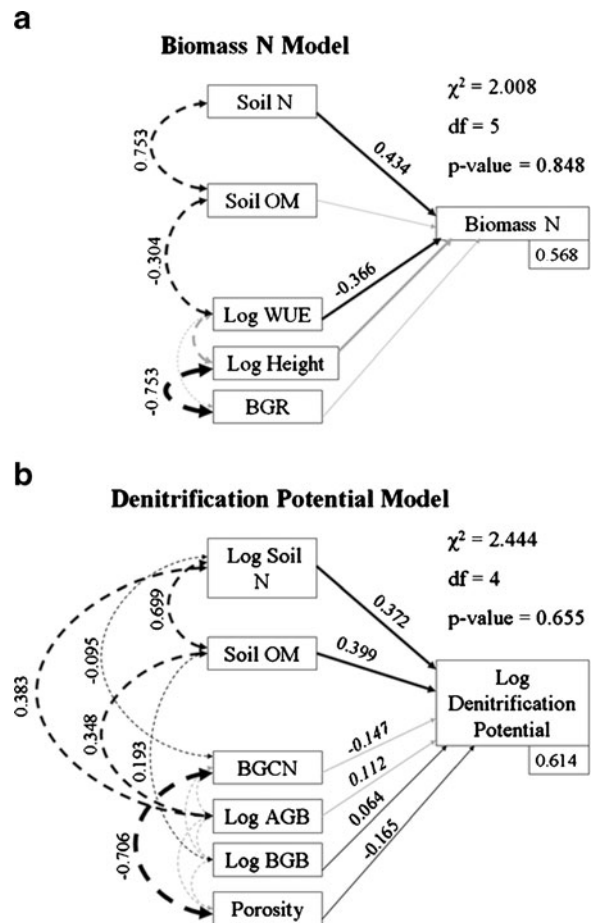 a
Biomass N Model
Soil N
χ² = 2.008
df = 5
p-value = 0.848
0.753
0.434
Soil OM
Biomass N
0.568
-0.304
-0.366
Log WUE
Log Height
BGR
-0.753
b
Denitrification Potential Model
Log Soil
N
χ² = 2.444
df = 4
p-value = 0.655
0.699
0.372
-0.095
Soil OM
0.399
Log
Denitrification
Potential
0.614
0.383
0.348
0.193
BGCN
-0.147
Log AGB
0.112
Log BGB
0.064
-0.706
Porosity
-0.165